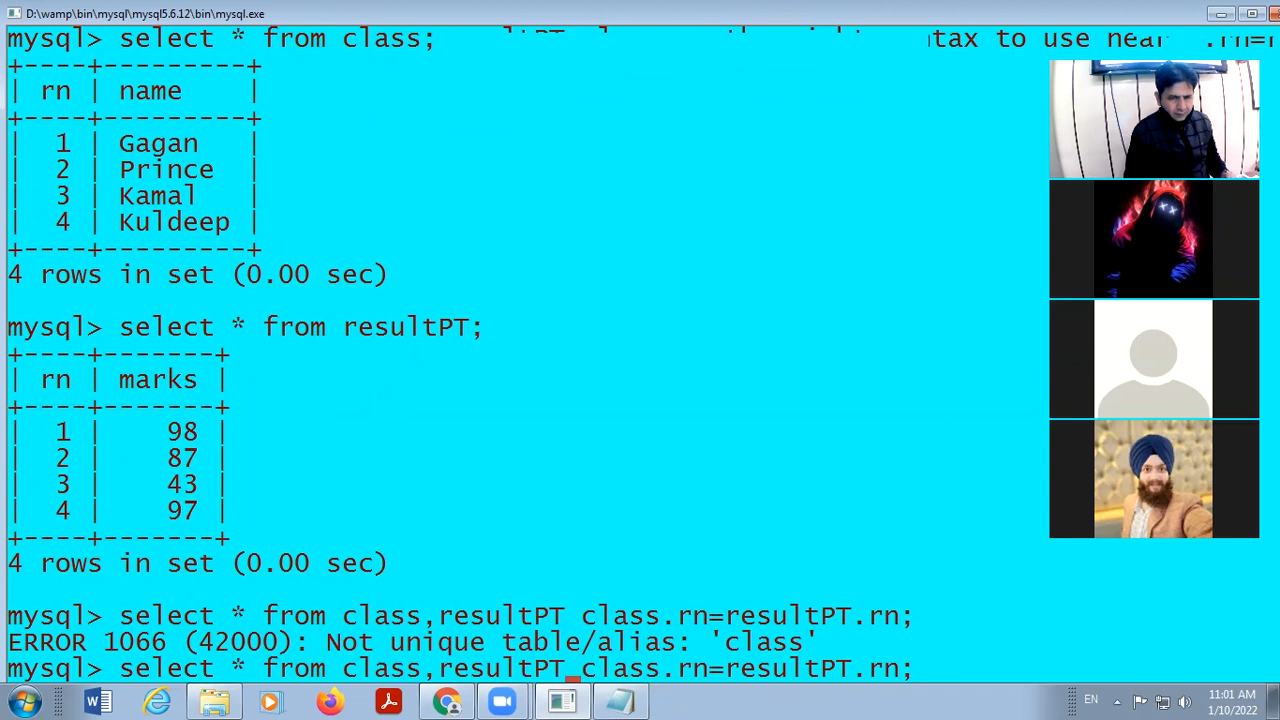 D:\wamp\bin\mysql\mysql5.6.12\bin\mysql.exe
mysql> select * from class; ntax to use near
+----+---------+
| rn | name    |
+----+---------+
|  1 | Gagan   |
|  2 | Prince  |
|  3 | Kamal   |
|  4 | Kuldeep |
+----+---------+
4 rows in set (0.00 sec)
mysql> select * from resultPT;
+----+-------+
| rn | marks |
+----+-------+
|  1 |    98 |
|  2 |    87 |
|  3 |    43 |
|  4 |    97 |
+----+-------+
4 rows in set (0.00 sec)
mysql> select * from class,resultPT class.rn=resultPT.rn;
ERROR 1066 (42000): Not unique table/alias: 'class'
mysql> select * from class,resultPT class.rn=resultPT.rn;
EN
11:01 AM
1/10/2022